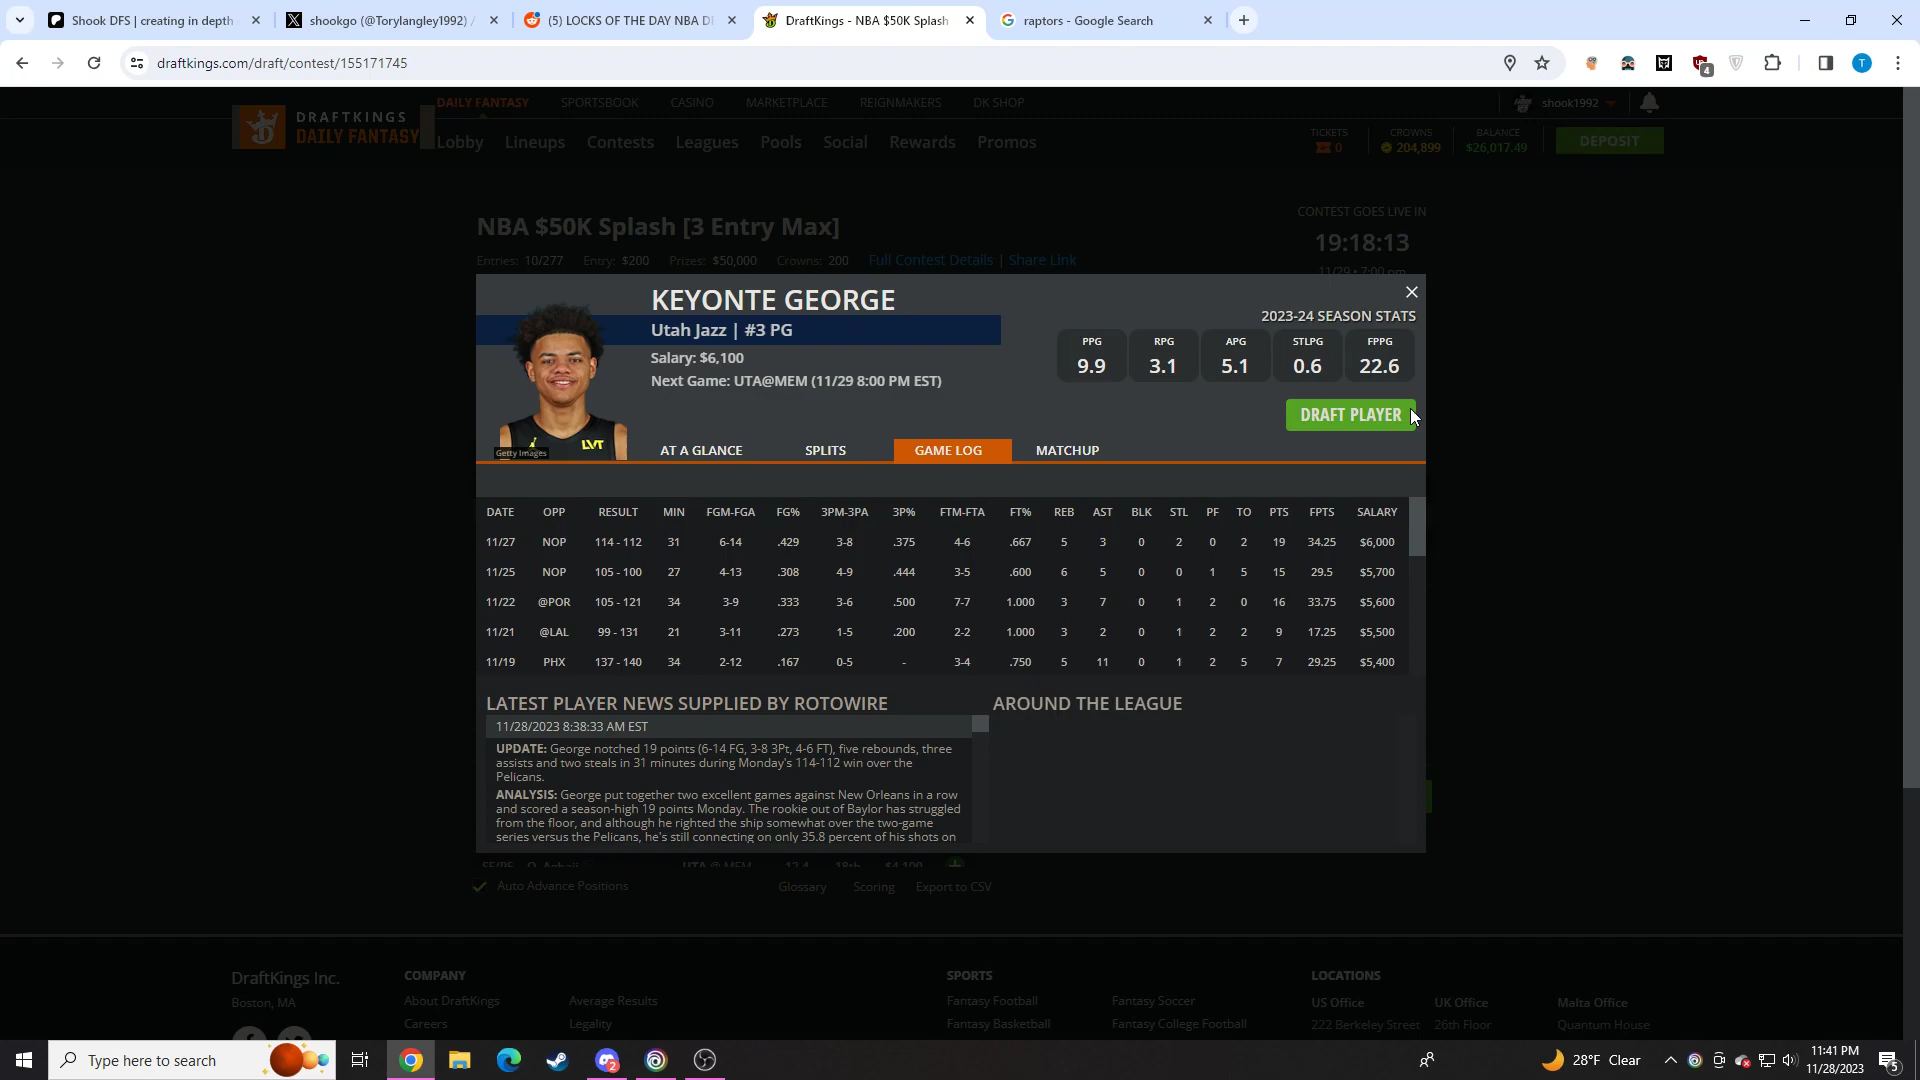 Shook DFS | creating in depth
shookgo (@Torylangley1992) /
(5) LOCKS OF THE DAY NBA D
DraftKings - NBA $50K Splash
raptors - Google Search
draftkings.com/draft/contest/155171745
4
T
DRAFTKINGS
DAILY FANTASY
DAILY FANTASY SPORTSBOOK CASINO MARKETPLACE REIGNMAKERS DK SHOP
shook1992
Lobby Lineups Contests Leagues Pools Social Rewards Promos
TICKETS CROWNS BALANCE
0 204,899 $26,017.49
DEPOSIT
NBA $50K Splash [3 Entry Max]
CONTEST GOES LIVE IN
19:18:13
11/29 • 7:00 pm
Entries: 10/277 Entry: $200 Prizes: $50,000 Crowns: 200 Full Contest Details | Share Link
KEYONTE GEORGE
Utah Jazz | #3 PG
Salary: $6,100
Next Game: UTA@MEM (11/29 8:00 PM EST)
2023-24 SEASON STATS
PPG RPG APG STLPG FPPG
9.9 3.1 5.1 0.6 22.6
DRAFT PLAYER
LVT
Getty Images
AT A GLANCE SPLITS GAME LOG MATCHUP
DATE OPP RESULT MIN FGM-FGA FG% 3PM-3PA 3P% FTM-FTA FT% REB AST BLK STL PF TO PTS FPTS SALARY
11/27 NOP 114 - 112 31 6-14 .429 3-8 .375 4-6 .667 5 3 0 2 0 2 19 34.25 $6,000
11/25 NOP 105 - 100 27 4-13 .308 4-9 .444 3-5 .600 6 5 0 0 1 5 15 29.5 $5,700
11/22 @POR 105 - 121 34 3-9 .333 3-6 .500 7-7 1.000 3 7 0 1 2 0 16 33.75 $5,600
11/21 @LAL 99 - 131 21 3-11 .273 1-5 .200 2-2 1.000 3 2 0 1 2 2 9 17.25 $5,500
11/19 PHX 137 - 140 34 2-12 .167 0-5 - 3-4 .750 5 11 0 1 2 5 7 29.25 $5,400
LATEST PLAYER NEWS SUPPLIED BY ROTOWIRE
AROUND THE LEAGUE
11/28/2023 8:38:33 AM EST
UPDATE: George notched 19 points (6-14 FG, 3-8 3Pt, 4-6 FT), five rebounds, three
assists and two steals in 31 minutes during Monday's 114-112 win over the
Pelicans.
ANALYSIS: George put together two excellent games against New Orleans in a row
and scored a season-high 19 points Monday. The rookie out of Baylor has struggled
from the floor, and although he righted the ship somewhat over the two-game
series versus the Pelicans, he's still connecting on only 35.8 percent of his shots on
SF/PF O. Agbaji UTA @ MEM 12.4 18th $4,100
Auto Advance Positions Glossary Scoring Export to CSV
DraftKings Inc.
Boston, MA
COMPANY
About DraftKings Average Results
Careers Legality
SPORTS
Fantasy Football Fantasy Soccer
Fantasy Basketball Fantasy College Football
LOCATIONS
US Office UK Office Malta Office
222 Berkeley Street 26th Floor Quantum House
Type here to search
2
28°F Clear
11:41 PM
11/28/2023
5